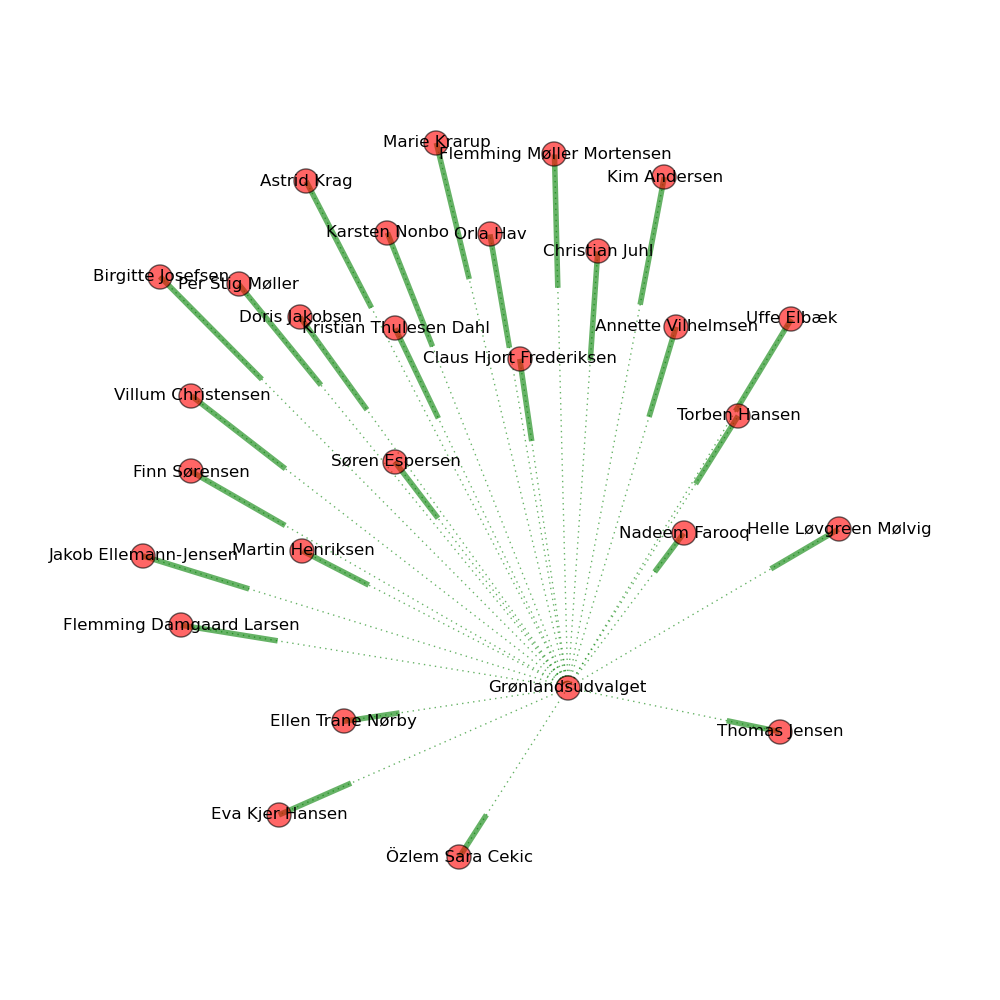 Marie Krarup
Flemming Møller Mortensen
Kim Andersen
Astrid Krag
Karsten Nonbo
Orla Hav
Christian Juhl
Birgitte Josefsen
Per Stig Møller
Doris Jakobsen
Kristian Thulesen Dahl
Annette Vilhelmsen
Uffe Elbæk
Claus Hjort Frederiksen
Villum Christensen
Torben Hansen
Søren Espersen
Finn Sørensen
Nadeem Farooq
Helle Løvgreen Mølvig
Jakob Ellemann-Jensen
Martin Henriksen
Flemming Damgaard Larsen
Grønlandsudvalget
Ellen Trane Nørby
Thomas Jensen
Eva Kjer Hansen
Özlem Sara Cekic